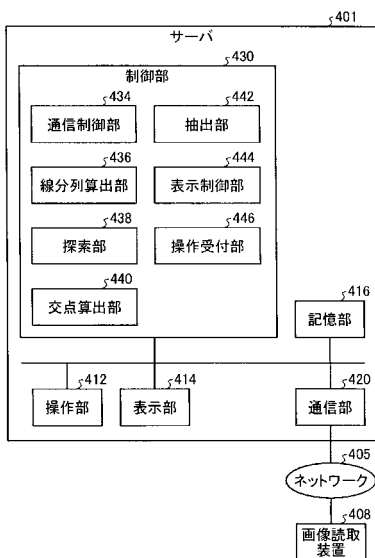 401
サーバ
430
制御部
434
通信制御部
442
抽出部
436
線分列算出部
444
表示制御部
438
探索部
446
操作受付部
440
交点算出部
416
記憶部
412
操作部
414
表示部
420
通信部
405
ネットワーク
408
画像読取
装置